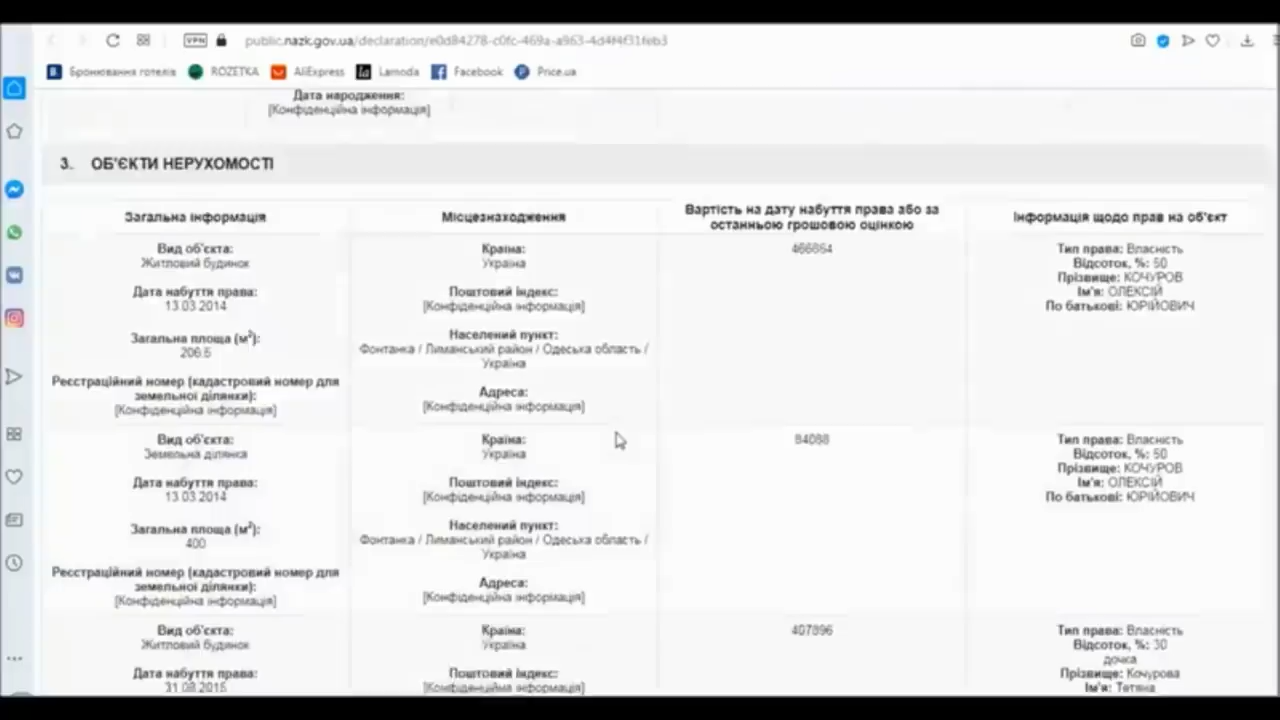 VPN public.nazk.gov.ua/declaration/e0d84278-c0fc-469a-a963-4d4f4f31feb3
B. Бронювання готелів ROZETKA AliExpress la Lamoda Facebook Price.ua
Дата народження:
[Конфіденційна інформація]
3. ОБ'ЄКТИ НЕРУХОМОСТІ
Загальна інформація
Місцезнаходження
Вартість на дату набуття права або за
останньою грошовою оцінкою
Інформація щодо прав на об'єкт
Вид об'єкта:
Житловий будинок
Дата набуття права:
13.03.2014
Загальна площа (м²):
206.5
Реєстраційний номер (кадастровий номер для
земельної ділянки):
[Конфіденційна інформація]
Країна:
Україна
Поштовий індекс:
[Конфіденційна інформація]
Населений пункт:
Фонтанка / Лиманський район / Одеська область /
Україна
Адреса:
[Конфіденційна інформація]
466864
Тип права: Власність
Відсоток, %: 50
Прізвище: КОЧУРОВ
Ім'я: ОЛЕКСІЙ
По батькові: ЮРІЙОВИЧ
Вид об'єкта:
Земельна ділянка
Дата набуття права:
13.03.2014
Загальна площа (м²):
400
Реєстраційний номер (кадастровий номер для
земельної ділянки):
[Конфіденційна інформація]
Країна:
Україна
Поштовий індекс:
[Конфіденційна інформація]
Населений пункт:
Фонтанка / Лиманський район / Одеська область /
Україна
Адреса:
[Конфіденційна інформація]
84088
Тип права: Власність
Відсоток, %: 50
Прізвище: КОЧУРОВ
Ім'я: ОЛЕКСІЙ
По батькові: ЮРІЙОВИЧ
Вид об'єкта:
Житловий будинок
Дата набуття права:
31.08.2015
Країна:
Україна
Поштовий індекс:
[Конфіденційна інформація]
407896
Тип права: Власність
Відсоток, %: 30
дочка
Прізвище: Кочурова
Ім'я: Тетяна